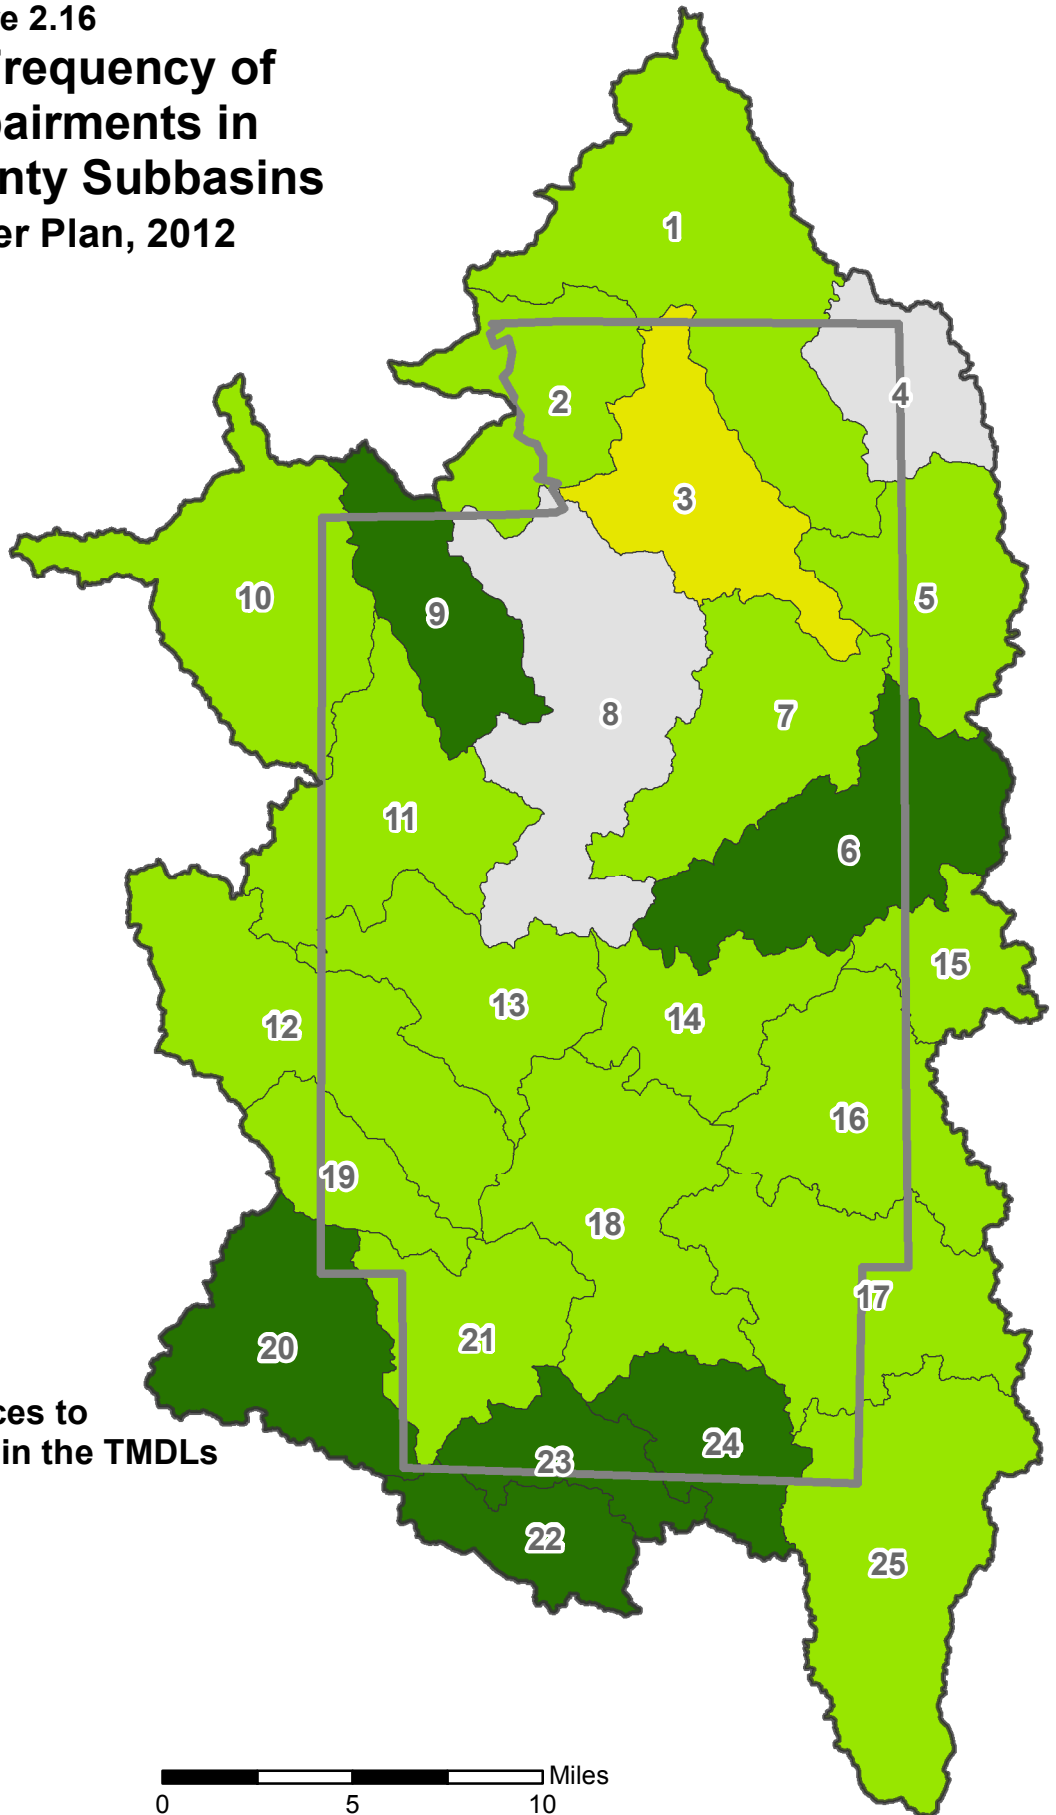 e 2.16
requency of
airments in
nty Subbasins
er Plan, 2012
1
2
3
4
5
6
7
8
9
10
11
12
13
14
15
16
17
18
19
20
21
22
23
24
25
ces to
in the TMDLs
Miles
0 5 10